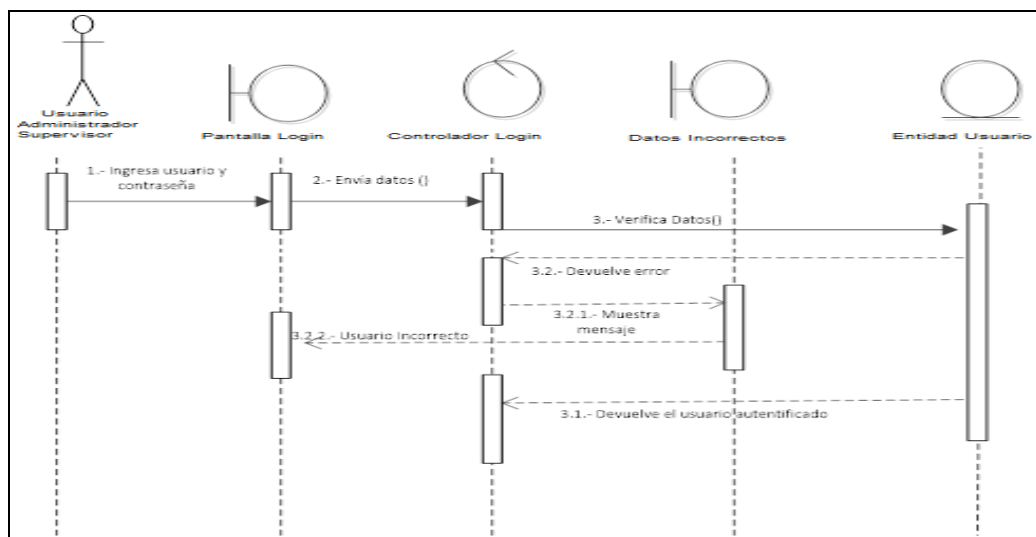 Usuario
Administrador
Supervisor
Pantalla Login
Controlador Login
Datos Incorrectos
Entidad Usuario
1.- Ingresa usuario y
contraseña
2.- Envía datos ()
3.- Verifica Datos()
3.2.- Devuelve error
3.2.1.- Muestra
mensaje
3.2.2.- Usuario Incorrecto
3.1.- Devuelve el usuario autentificado